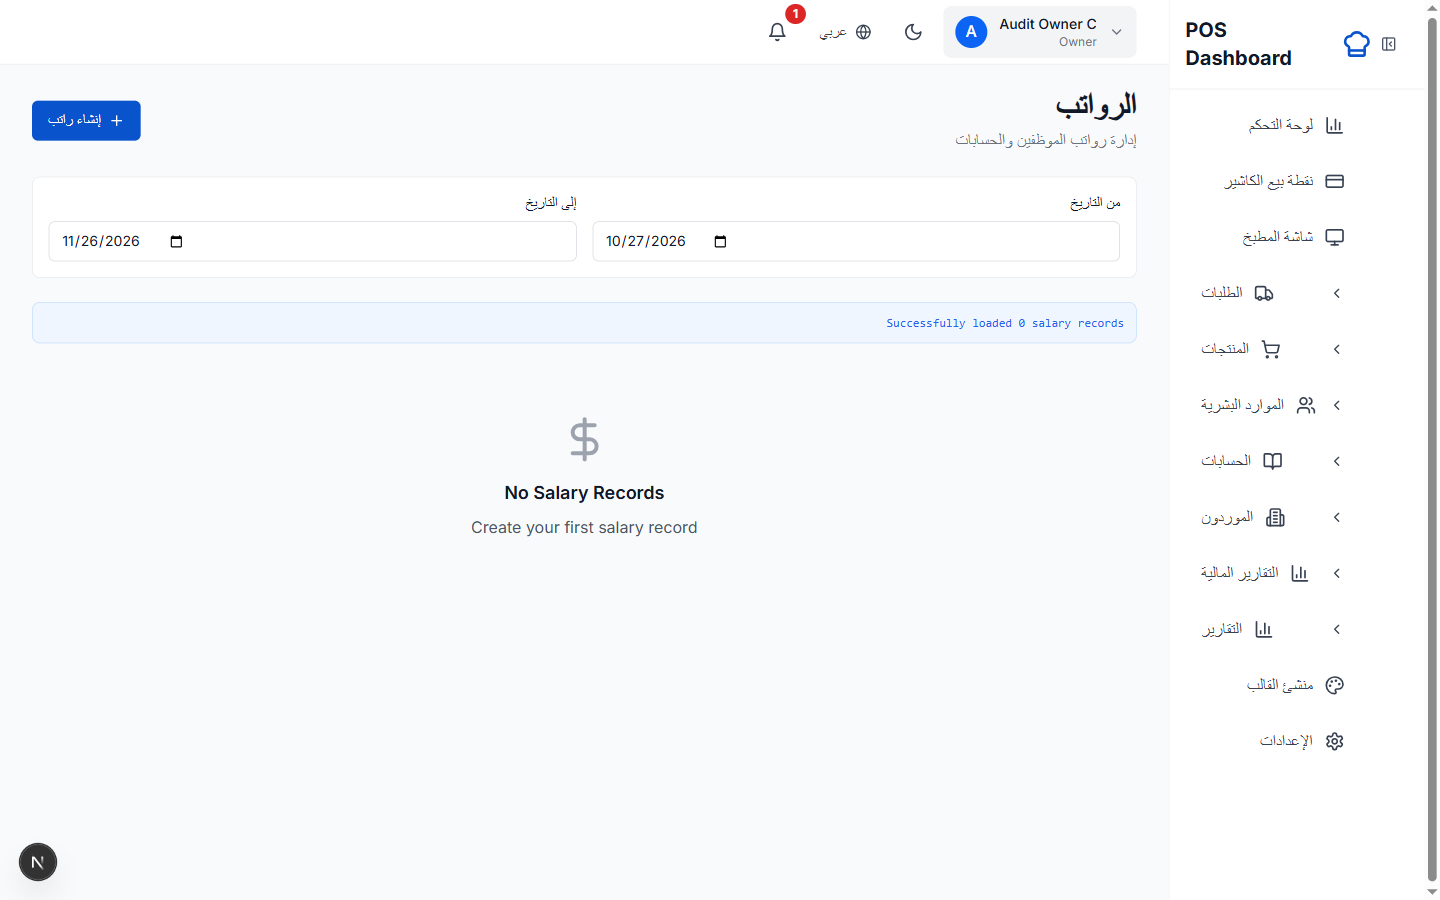 POS
Dashboard
لوحة التحكم
نقطة بيع الكاشير
شاشة المطبخ
الطلبات
المنتجات
الموارد البشرية
الحسابات
الموردون
التقارير المالية
التقارير
منشئ القالب
الإعدادات
Audit Owner C
Owner
A
عربي
1
الرواتب
إدارة رواتب الموظفين والحسابات
إنشاء راتب
من التاريخ
10/27/2026
إلى التاريخ
11/26/2026
Successfully loaded 0 salary records
No Salary Records
Create your first salary record
N